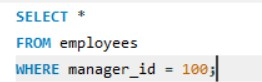 SELECT *
FROM employees
WHERE manager_id = 100;